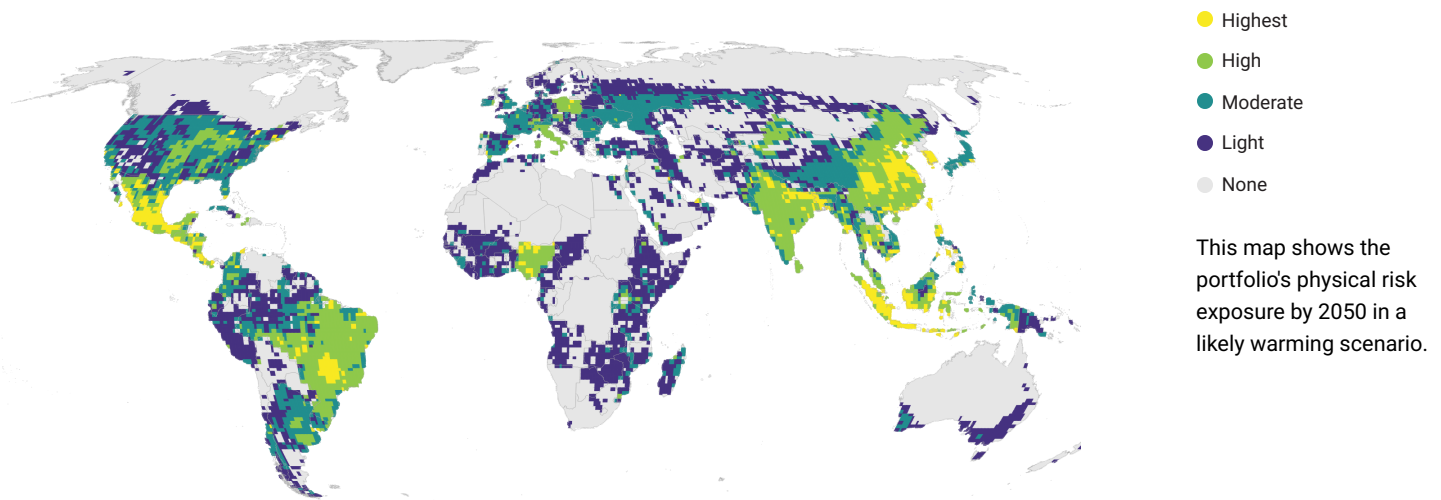 Highest
High
Moderate
Light
None
This map shows the
portfolio's physical risk
exposure by 2050 in a
likely warming scenario.